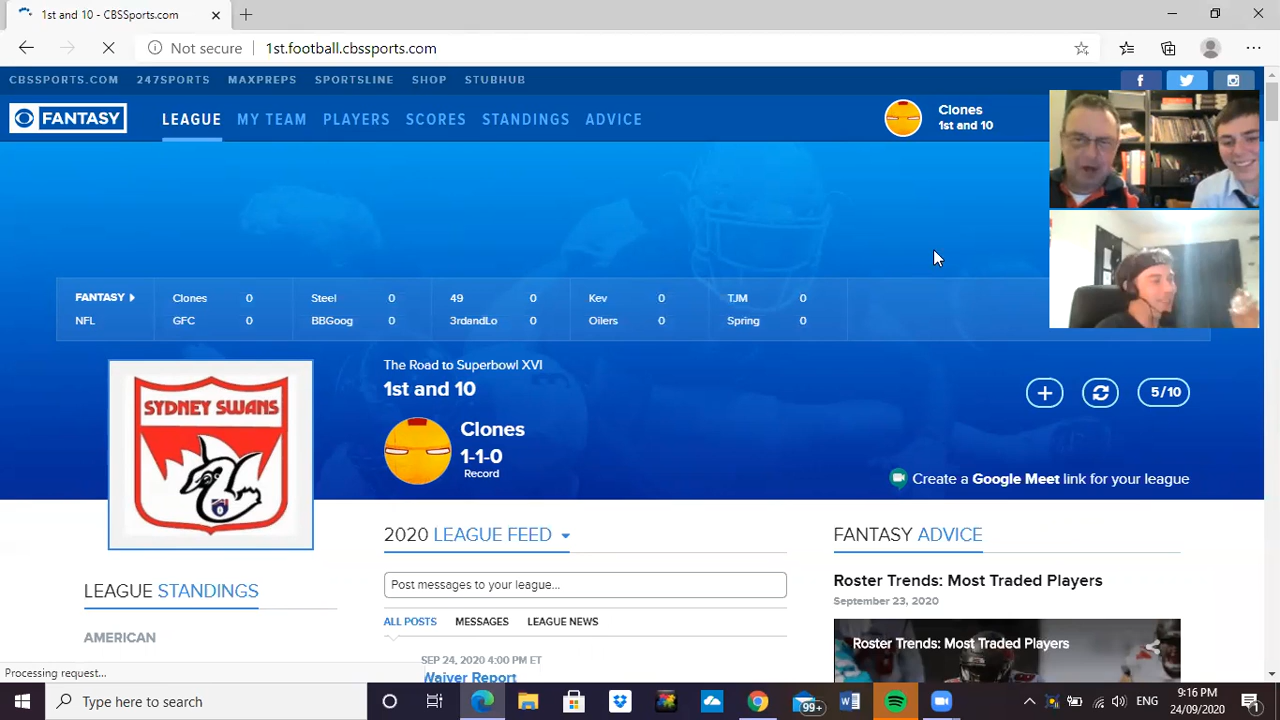 1st and 10 - CBSSports.com
Not secure 1st.football.cbssports.com
CBSSPORTS.COM 247SPORTS MAXPREPS SPORTSLINE SHOP STUBHUB
FANTASY LEAGUE MY TEAM PLAYERS SCORES STANDINGS ADVICE
Clones
1st and 10
FANTASY Clones 0 Steel 0 49 0 Kev 0 TJM 0
NFL GFC 0 BBGoog 0 3rdandLo 0 Oilers 0 Spring 0
The Road to Superbowl XVI
1st and 10
5/10
SYDNEY SWANS
Clones
1-1-0
Record
Create a Google Meet link for your league
2020 LEAGUE FEED
FANTASY ADVICE
Post messages to your league...
Roster Trends: Most Traded Players
September 23, 2020
LEAGUE STANDINGS
ALL POSTS MESSAGES LEAGUE NEWS
AMERICAN
Roster Trends: Most Traded Players
SEP 24, 2020 4:00 PM ET
Waiver Report
Processing request...
Type here to search
99+
ENG
9:16 PM
24/09/2020
1